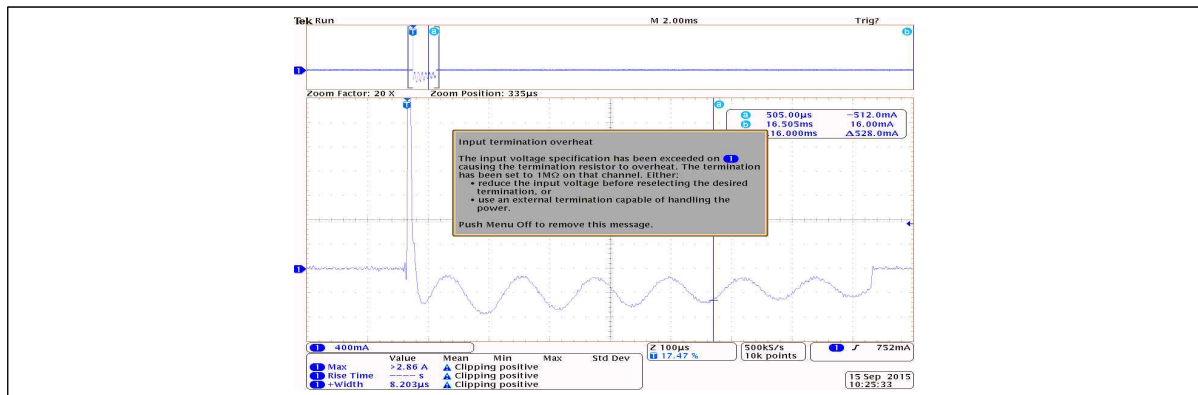 Tek Run M 2.00ms Trig?
T a b
1
Zoom Factor: 20 X Zoom Position: 335µs
T a
a 505.00µs −512.0mA
b 16.505ms 16.00mA
16.000ms Δ528.0mA
Input termination overheat
The input voltage specification has been exceeded on 1
causing the termination resistor to overheat. The termination
has been set to 1MΩ on that channel. Either:
• reduce the input voltage before reselecting the desired
termination, or
• use an external termination capable of handling the
power.
Push Menu Off to remove this message.
1
1 400mA Z 100µs 500kS/s 1 752mA
T 17.47 % 10k points
Value Mean Min Max Std Dev
1 Max >2.86 A Clipping positive
1 Rise Time ---- s Clipping positive
1 +Width 8.203µs Clipping positive
15 Sep 2015
10:25:33